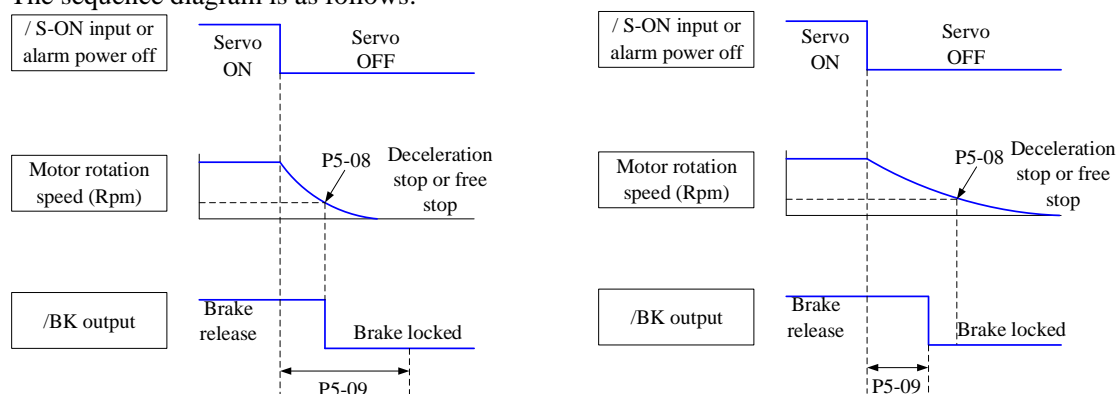 The sequence diagram is as follows:
/ S-ON input or
alarm power off
Servo
ON
Servo
OFF
Motor rotation
speed (Rpm)
P5-08
Deceleration
stop or free
stop
/BK output
Brake
release
Brake locked
P5-09
/ S-ON input or
alarm power off
Servo
ON
Servo
OFF
Motor rotation
speed (Rpm)
P5-08
Deceleration
stop or free
stop
/BK output
Brake
release
Brake locked
P5-09